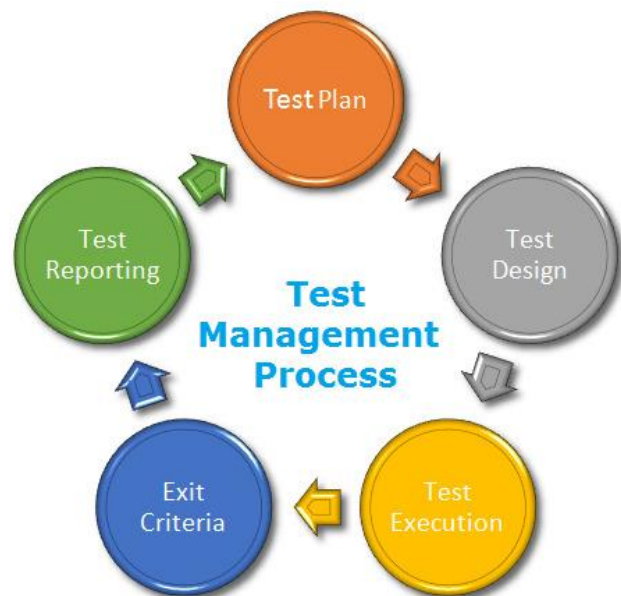 Test Plan
Test
Design
Test
Execution
Exit
Criteria
Test
Reporting
Test
Management
Process